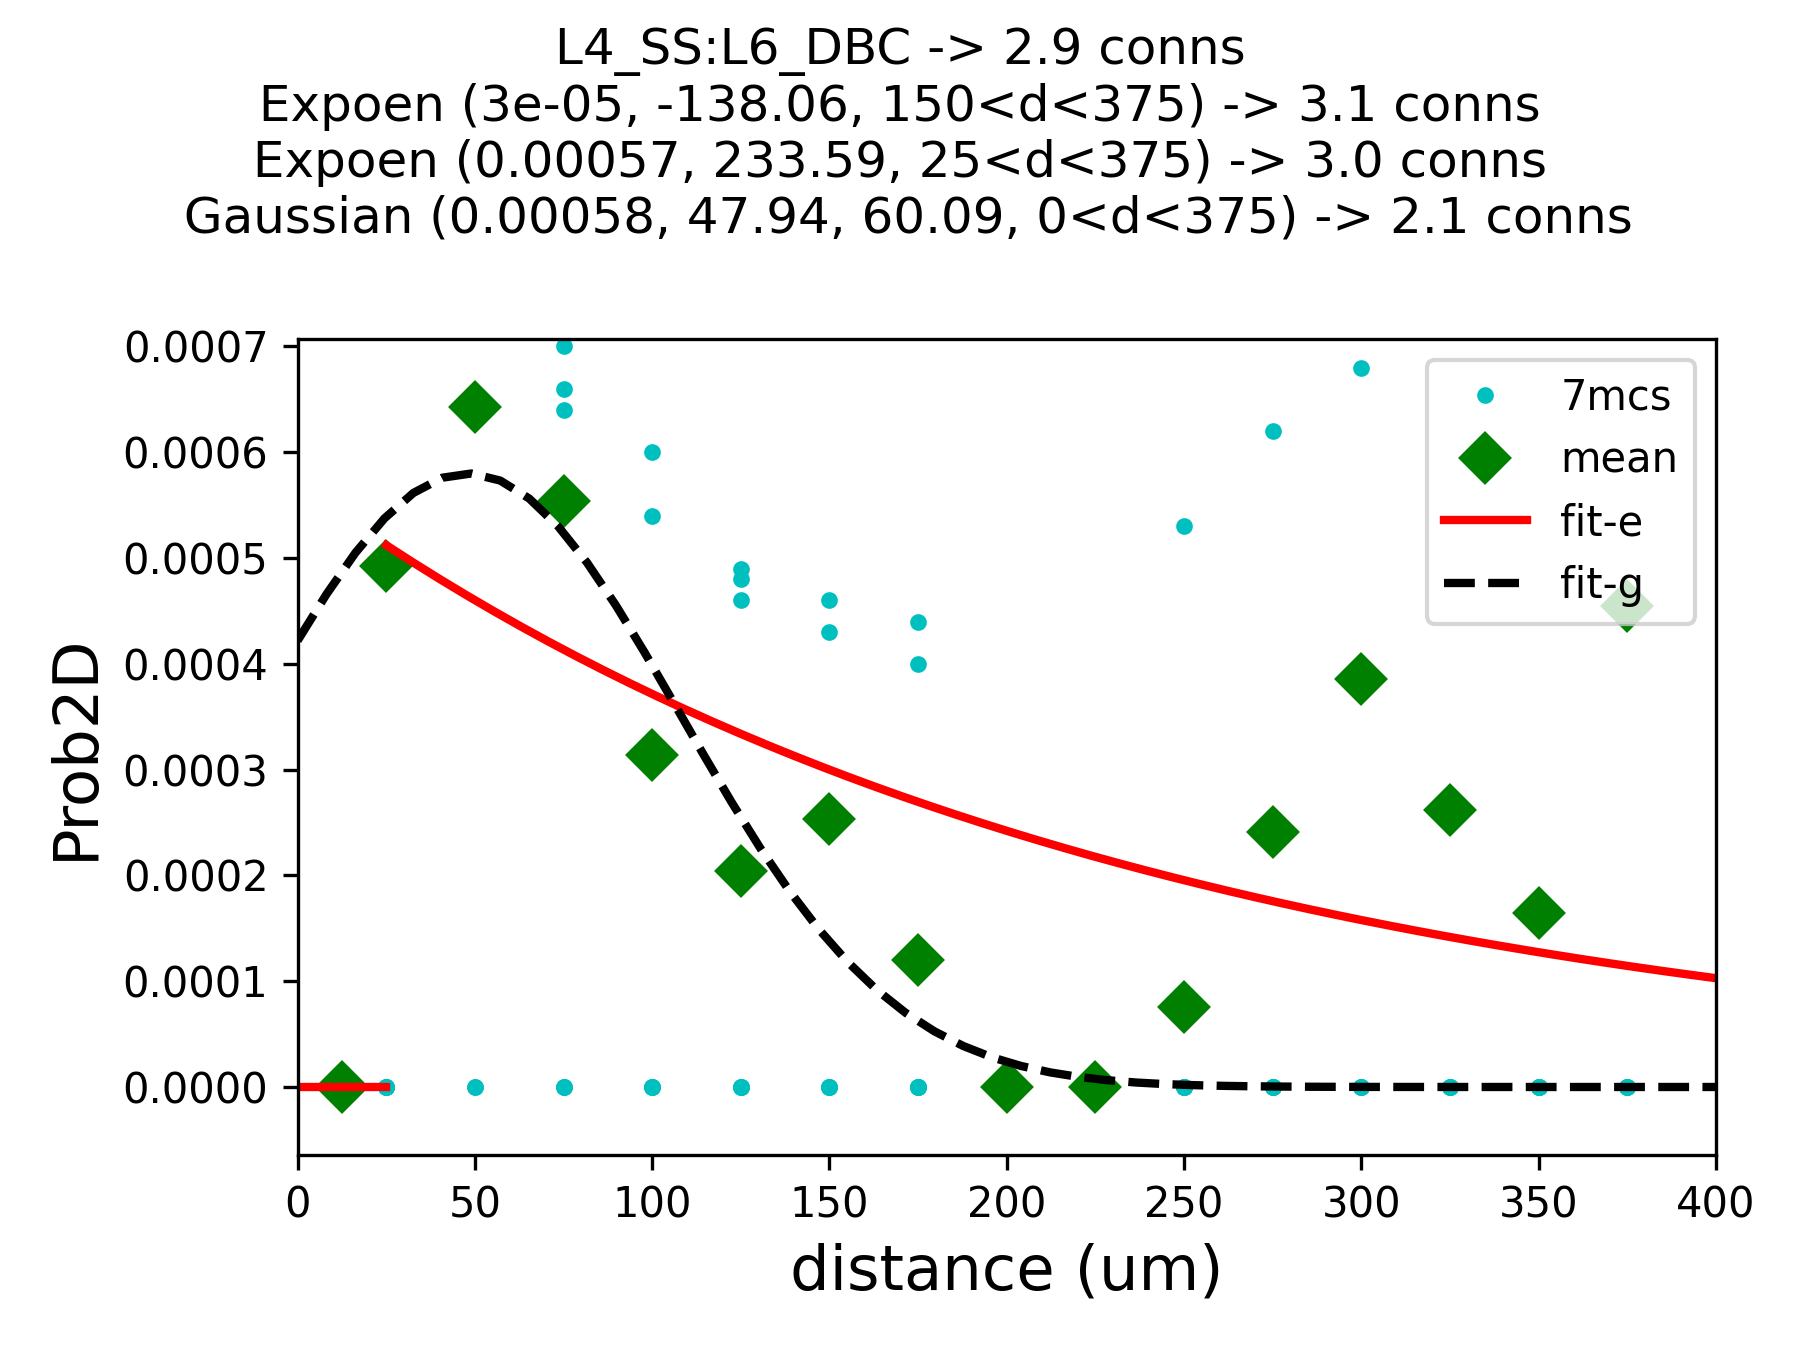 L4_SS:L6_DBC -> 2.9 conns
Expoen (3e-05, -138.06, 150<d<375) -> 3.1 conns
Expoen (0.00057, 233.59, 25<d<375) -> 3.0 conns
Gaussian (0.00058, 47.94, 60.09, 0<d<375) -> 2.1 conns
0.0007
0.0006
0.0005
0.0004
0.0003
0.0002
0.0001
0.0000
Prob2D
7mcs
mean
fit-e
fit-g
0 50 100 150 200 250 300 350 400
distance (um)